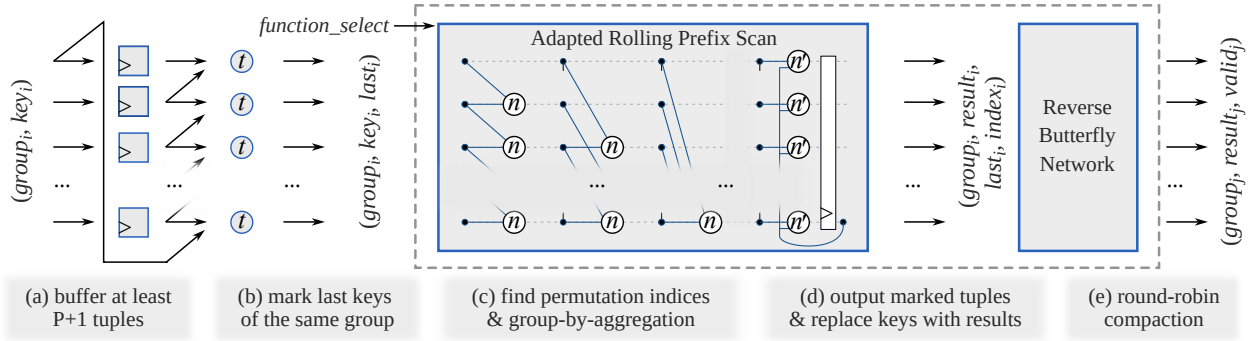 function_select
Adapted Rolling Prefix Scan
(group_i, key_i)
t
t
t
...
...
...
t
(group_i, key_i, last_i)
n
n
n
...
...
n
n
n
n'
n'
n'
n'
...
(group_i, result_i,
last_i, index_i)
Reverse
Butterfly
Network
...
(group_j, result_j, valid_j)
(a) buffer at least
P+1 tuples
(b) mark last keys
of the same group
(c) find permutation indices
& group-by-aggregation
(d) output marked tuples
& replace keys with results
(e) round-robin
compaction